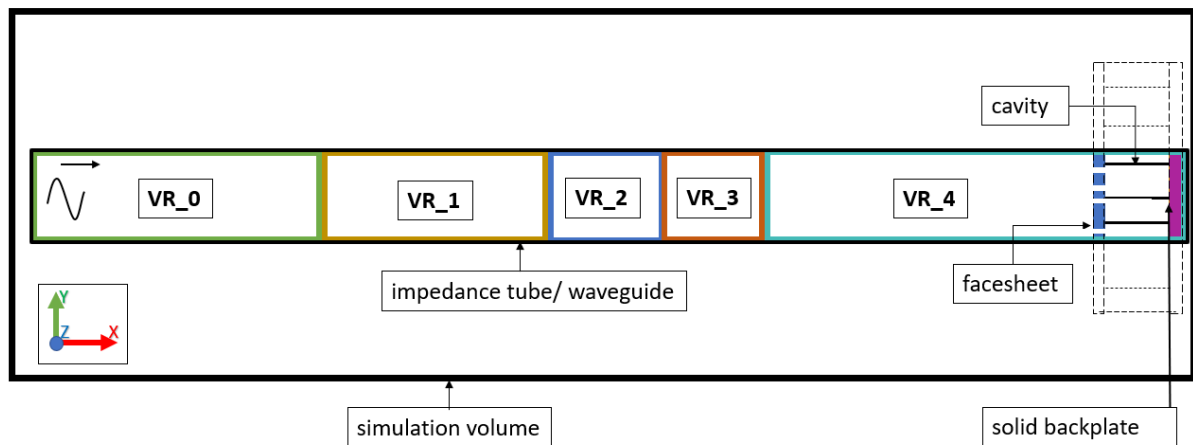 cavity
VR_0
VR_1
VR_2
VR_3
VR_4
impedance tube/ waveguide
facesheet
Y
Z
X
simulation volume
solid backplate